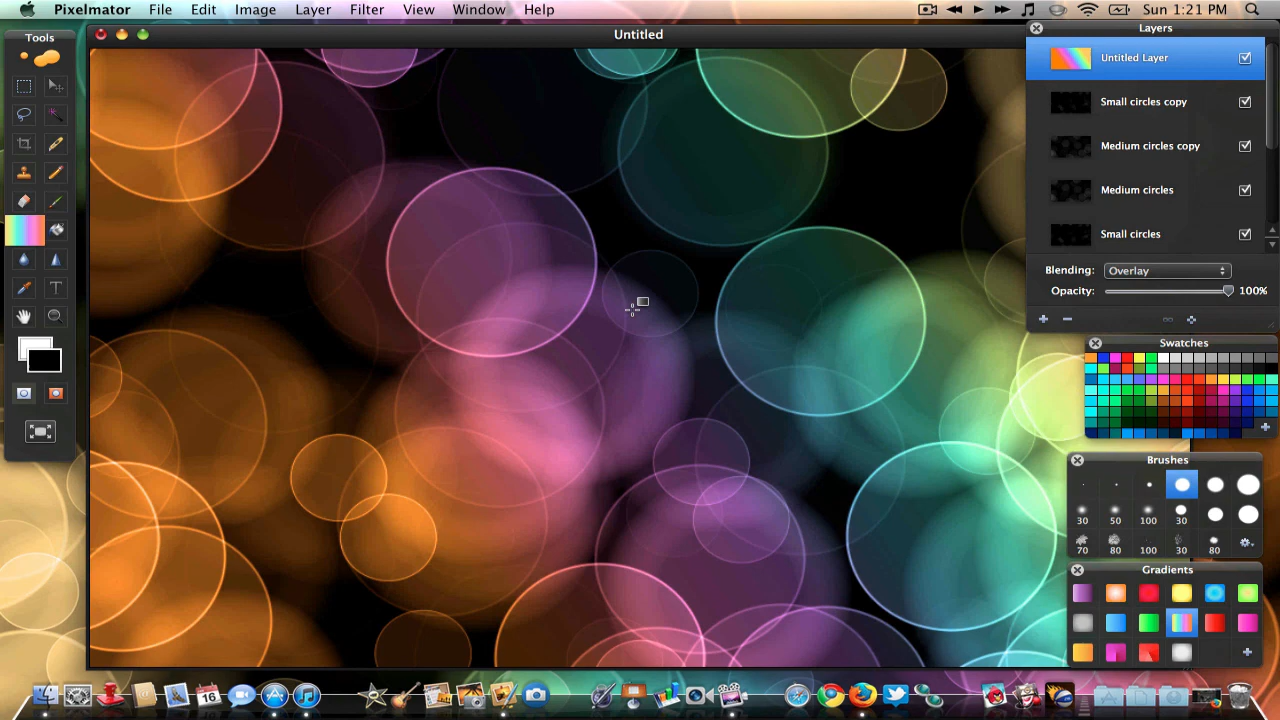 Pixelmator File Edit Image Layer Filter View Window Help
Sun 1:21 PM
Tools
Untitled
Layers
Untitled Layer
Small circles copy
Medium circles copy
Medium circles
Small circles
Blending: Overlay
Opacity: 100%
Swatches
Brushes
30 50 100 30
70 80 100 30 80
Gradients
T
16